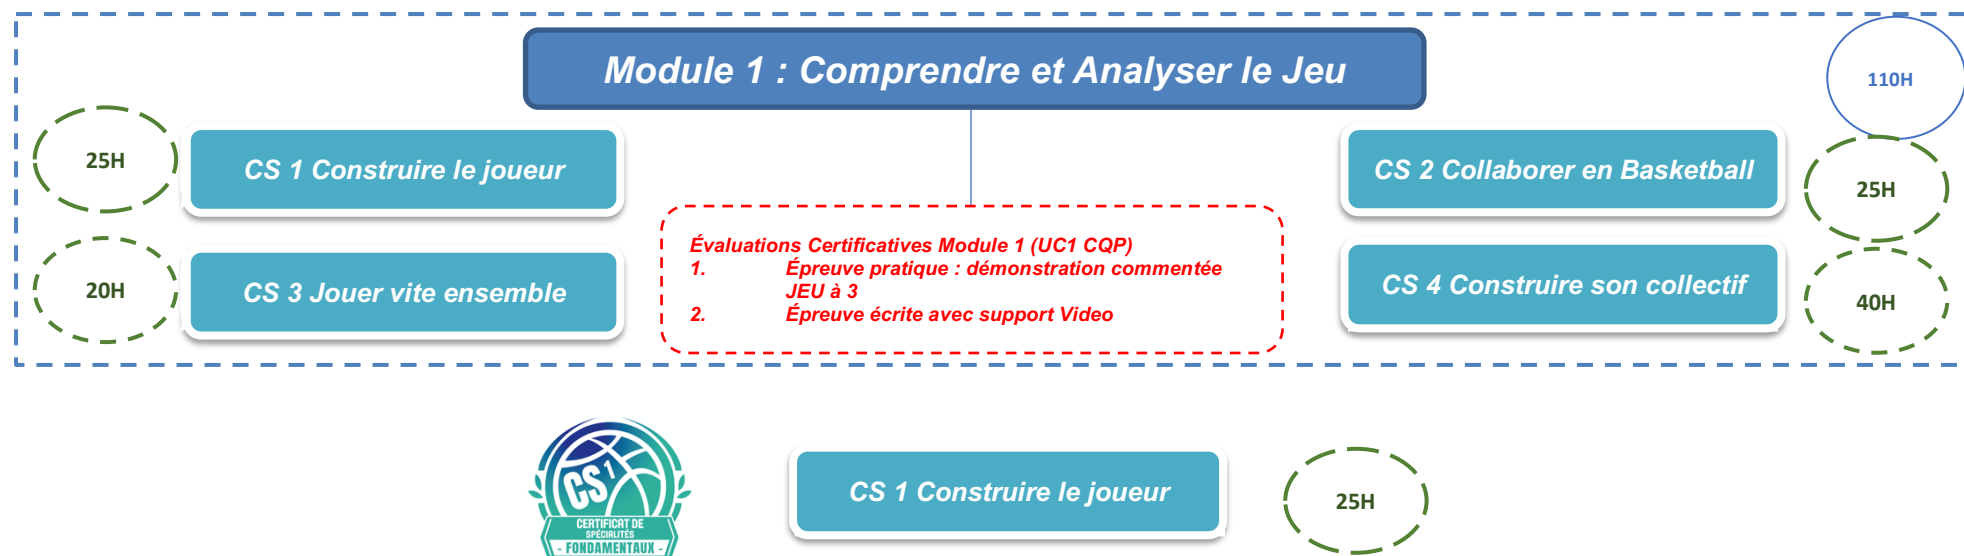 Module 1 : Comprendre et Analyser le Jeu
110H
25H
CS 1 Construire le joueur
CS 2 Collaborer en Basketball
25H
20H
CS 3 Jouer vite ensemble
Évaluations Certificatives Module 1 (UC1 CQP)
1. Épreuve pratique : démonstration commentée
JEU à 3
2. Épreuve écrite avec support Video
CS 4 Construire son collectif
40H
CS 1
CERTIFICAT DE
SPÉCIALITÉS
- FONDAMENTAUX -
CS 1 Construire le joueur
25H